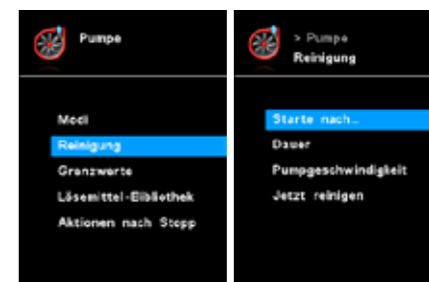 Pumpe
Modi
Reinigung
Grenzwerte
Lösemittel-Bibliothek
Aktionen nach Stopp
> Pumpe
Reinigung
Starte nach…
Dauer
Pumpgeschwindigkeit
Jetzt reinigen